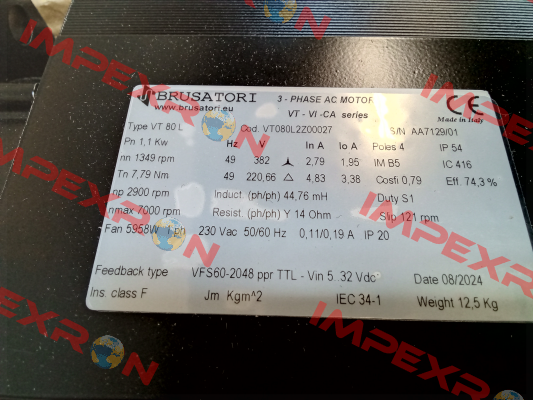 BRUSATORI
www.brusatori.eu
3 - PHASE AC MOTOR
VT - VI -CA series
CE
Made in Italy
Type VT 80 L
Cod. VT080L2Z00027
S/N AA7129/01
Pn 1,1 Kw
Hz V In A Io A
Poles 4 IP 54
nn 1349 rpm
49 382 2,79 1,95
IM B5 IC 416
Tn 7,79 Nm
49 220,66 4,83 3,38
Cosfi 0,79 Eff. 74,3%
np 2900 rpm
Induct. (ph/ph) 44,76 mH
Duty S1
nmax 7000 rpm
Resist. (ph/ph) Y 14 Ohm
Slip 121 rpm
Fan 5958W 1 ph 230 Vac 50/60 Hz 0,11/0,19 A IP 20
Feedback type VFS60-2048 ppr TTL - Vin 5..32 Vdc
Date 08/2024
Ins. class F Jm Kgm^2 IEC 34-1 Weight 12,5 Kg
IMPEXRON
IMPEXRON
IMPEXRON
IMPEXRON
IMPEXRON